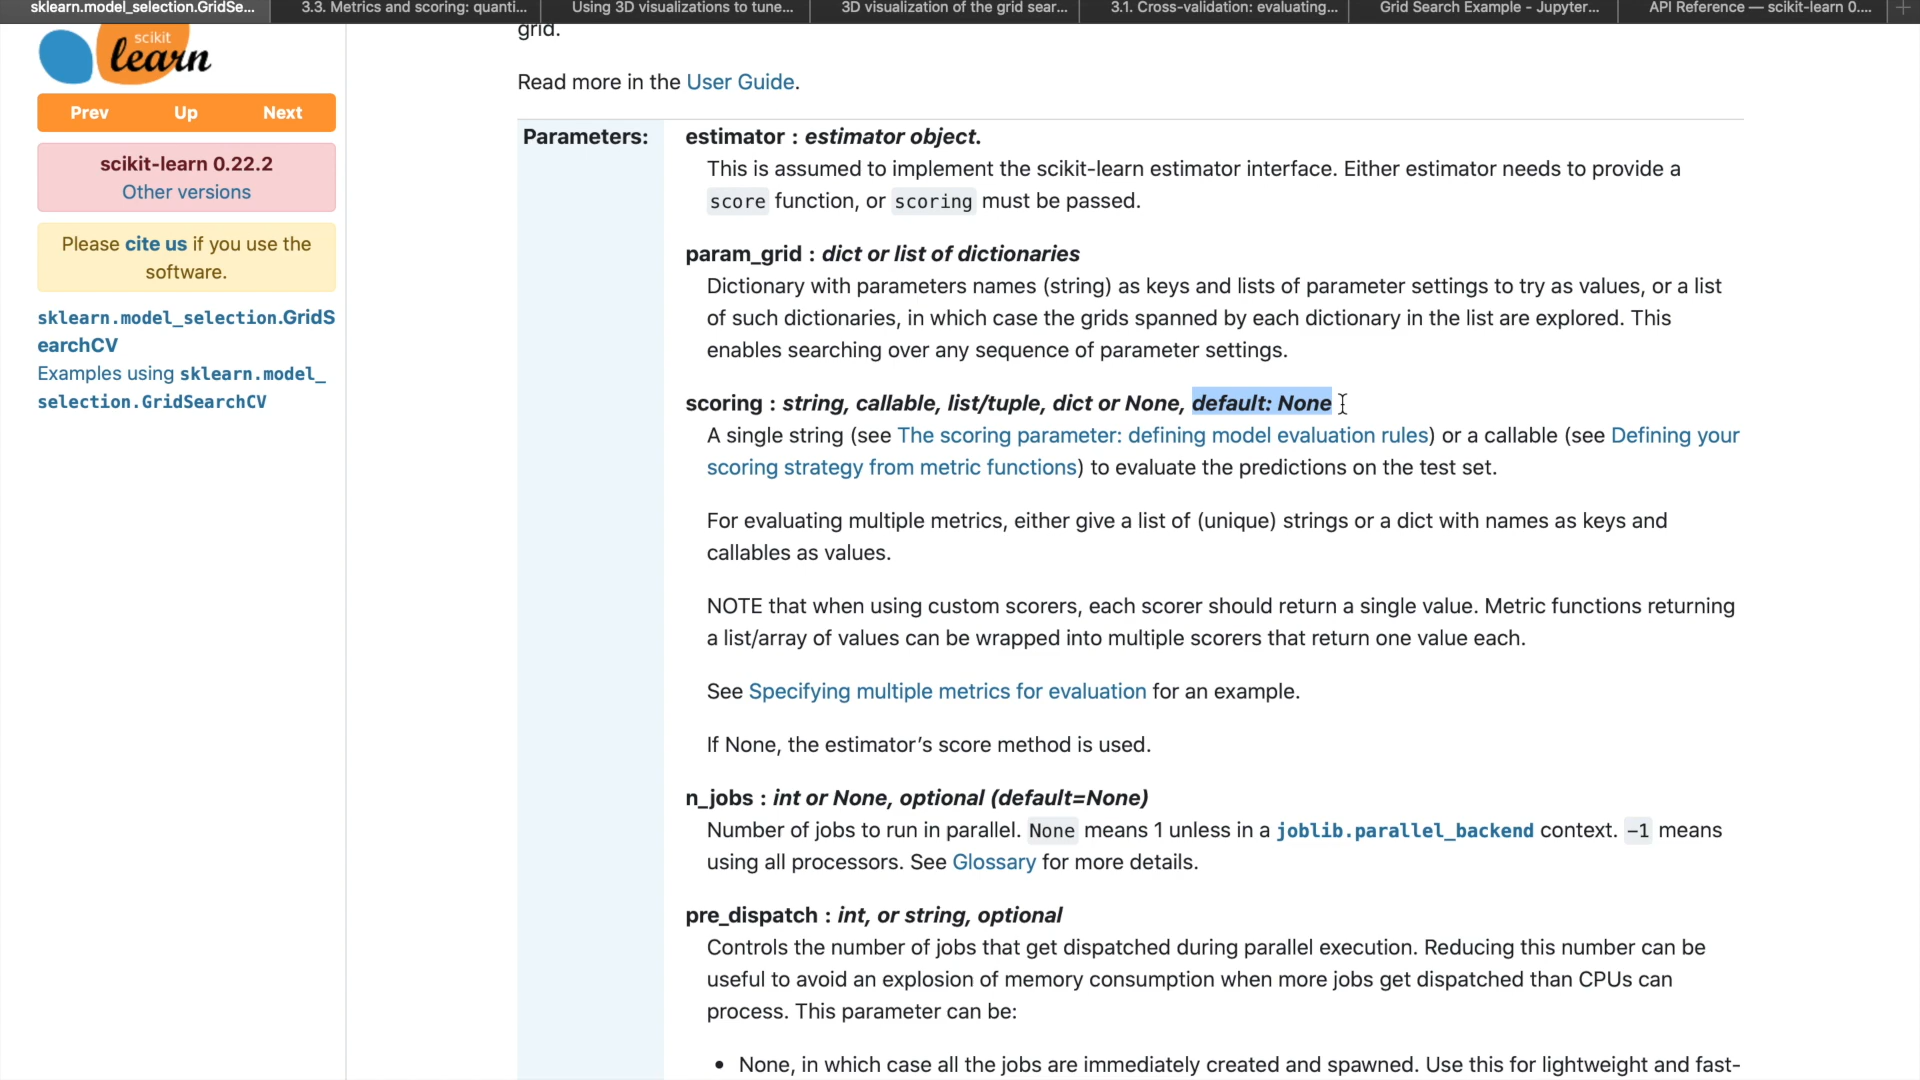 sklearn.model_selection.GridSe...
3.3. Metrics and scoring: quanti...
Using 3D visualizations to tune...
3D visualization of the grid sear...
3.1. Cross-validation: evaluating...
Grid Search Example - Jupyter...
API Reference — scikit-learn 0....
scikit
learn
Prev Up Next
scikit-learn 0.22.2
Other versions
Please cite us if you use the
software.
sklearn.model_selection.GridS
earchCV
Examples using sklearn.model_
selection.GridSearchCV
grid.
Read more in the User Guide.
Parameters:
estimator : estimator object.
This is assumed to implement the scikit-learn estimator interface. Either estimator needs to provide a
score function, or scoring must be passed.
param_grid : dict or list of dictionaries
Dictionary with parameters names (string) as keys and lists of parameter settings to try as values, or a list
of such dictionaries, in which case the grids spanned by each dictionary in the list are explored. This
enables searching over any sequence of parameter settings.
scoring : string, callable, list/tuple, dict or None, default: None
A single string (see The scoring parameter: defining model evaluation rules) or a callable (see Defining your
scoring strategy from metric functions) to evaluate the predictions on the test set.
For evaluating multiple metrics, either give a list of (unique) strings or a dict with names as keys and
callables as values.
NOTE that when using custom scorers, each scorer should return a single value. Metric functions returning
a list/array of values can be wrapped into multiple scorers that return one value each.
See Specifying multiple metrics for evaluation for an example.
If None, the estimator’s score method is used.
n_jobs : int or None, optional (default=None)
Number of jobs to run in parallel. None means 1 unless in a joblib.parallel_backend context. −1 means
using all processors. See Glossary for more details.
pre_dispatch : int, or string, optional
Controls the number of jobs that get dispatched during parallel execution. Reducing this number can be
useful to avoid an explosion of memory consumption when more jobs get dispatched than CPUs can
process. This parameter can be:
• None, in which case all the jobs are immediately created and spawned. Use this for lightweight and fast-